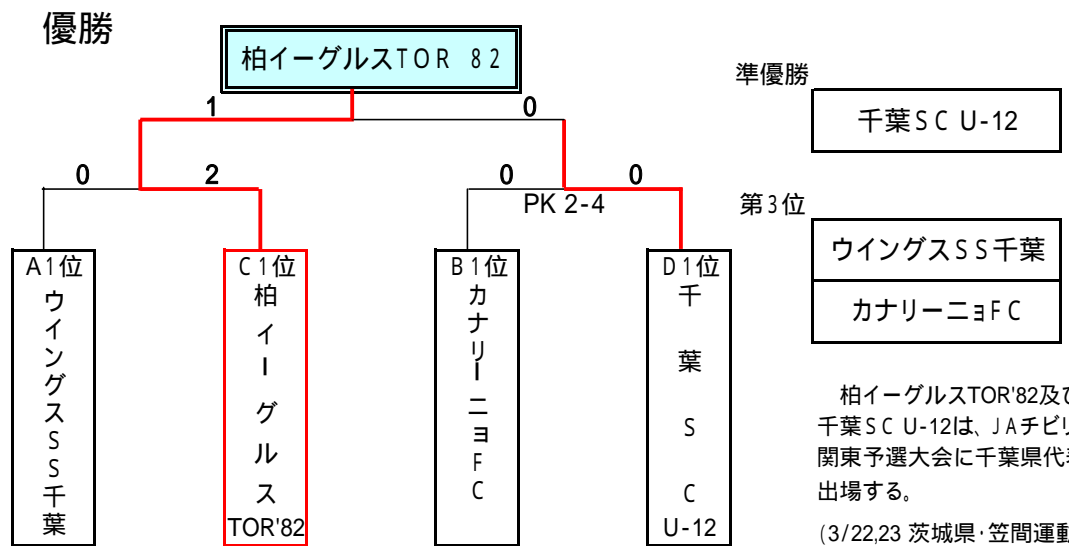 優勝
柏イーグルスTOR 82
1
0
0
2
0
0
PK 2-4
A1位
ウイングスSS千葉
C1位
柏イーグルス
TOR'82
B1位
カナリーニョFC
D1位
千葉SC
U-12
準優勝
千葉SC U-12
第3位
ウイングスSS千葉
カナリーニョFC
柏イーグルスTOR'82及び
千葉SC U-12は、JAチビリ
関東予選大会に千葉県代表
出場する。
(3/22,23 茨城県･笠間運動